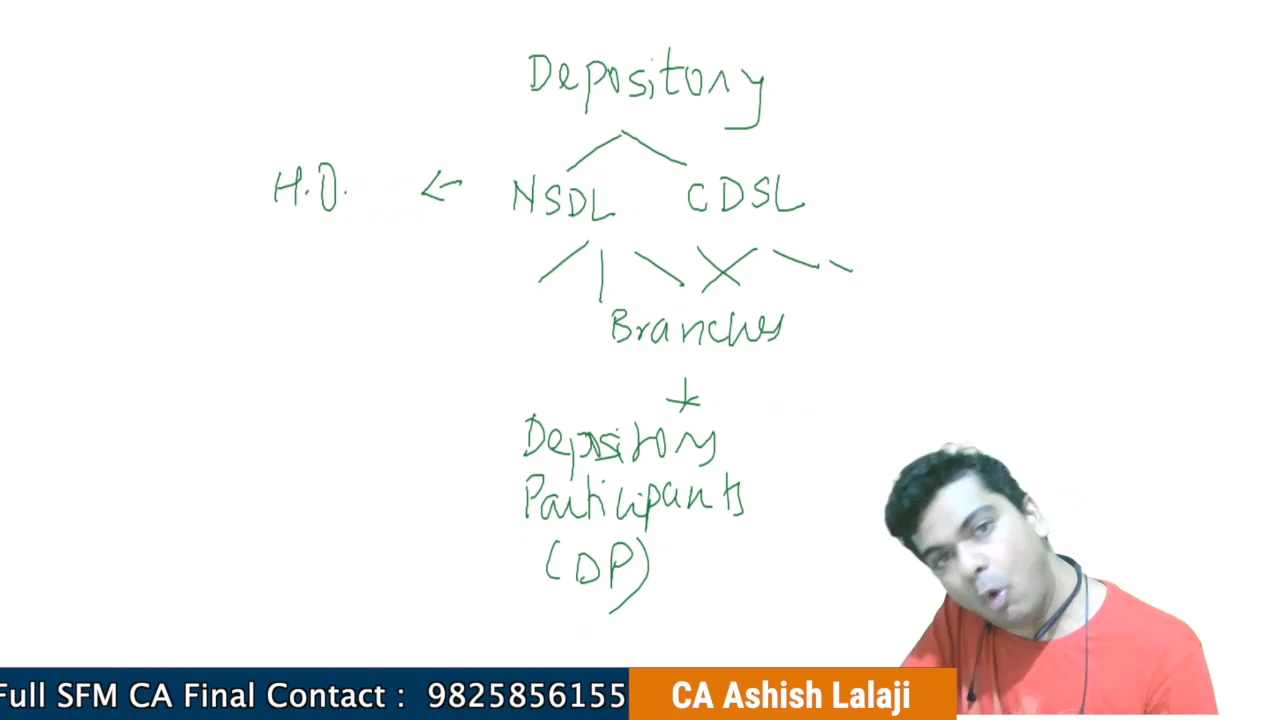 Depository
H.O. ← NSDL CDSL
Branches
Depository
Participants
(DP)
Full SFM CA Final Contact : 9825856155
CA Ashish Lalaji